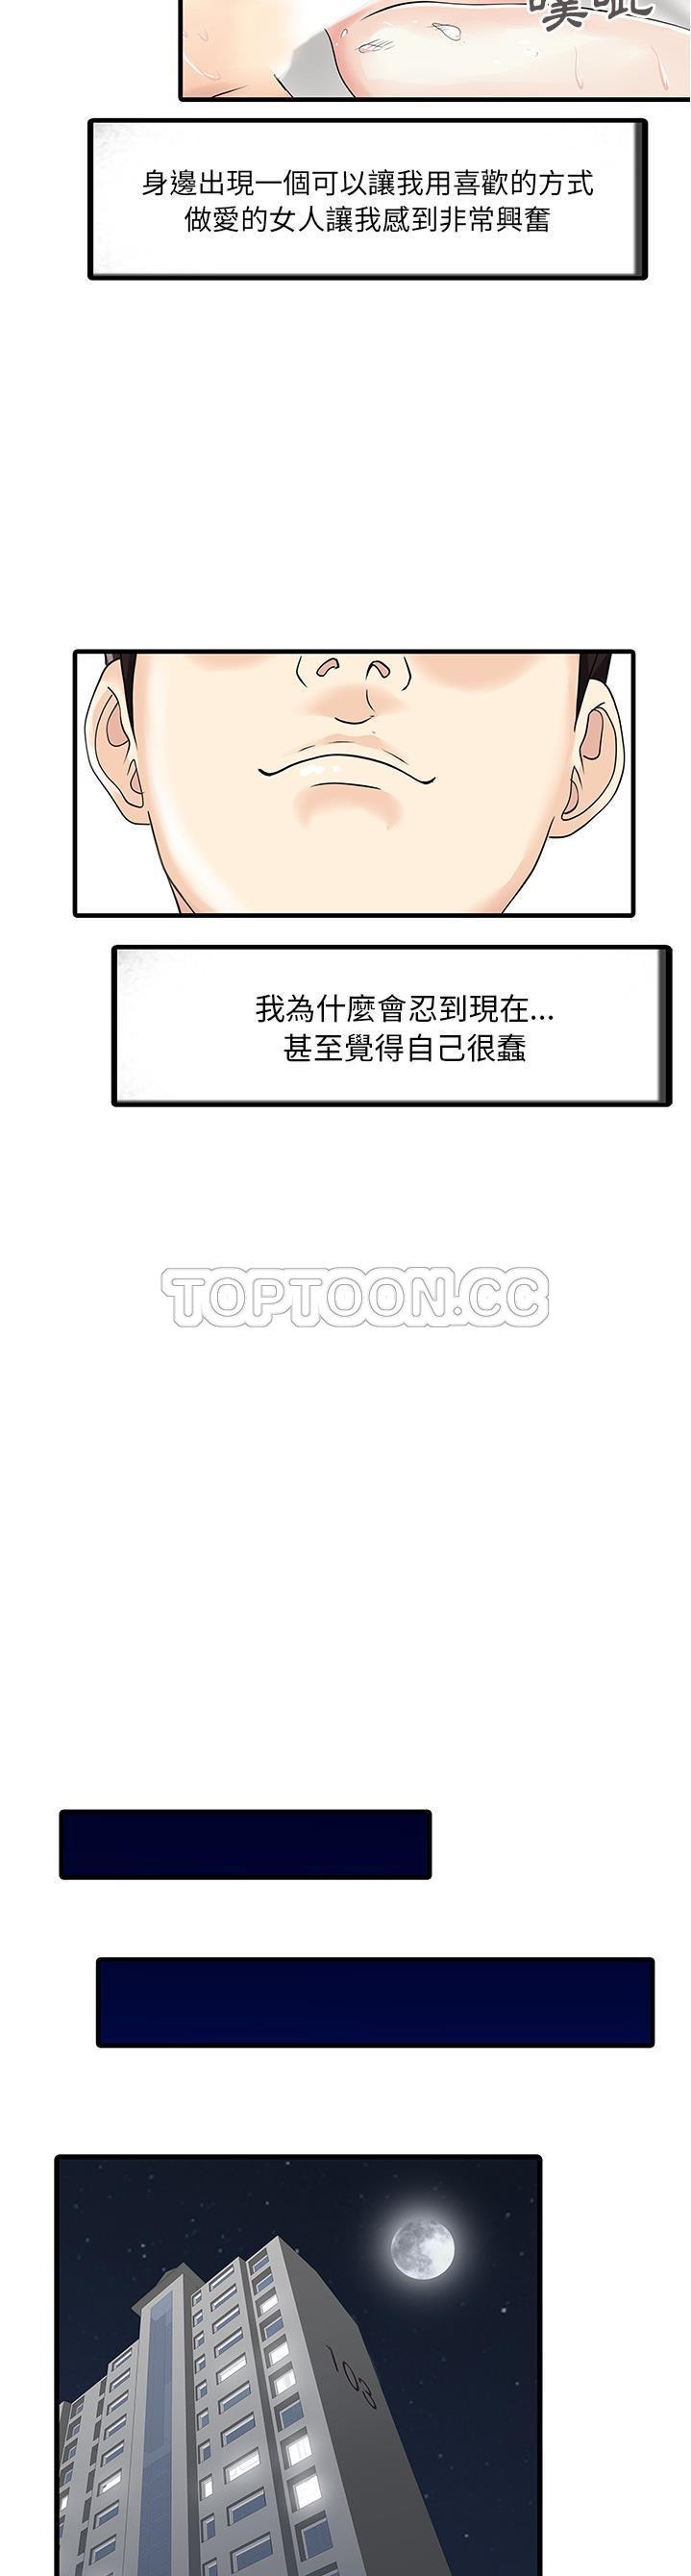 噗呲
身邊出現一個可以讓我用喜歡的方式
做愛的女人讓我感到非常興奮
我為什麼會忍到現在...
甚至覺得自己很蠢
TOPTOON.CC
103